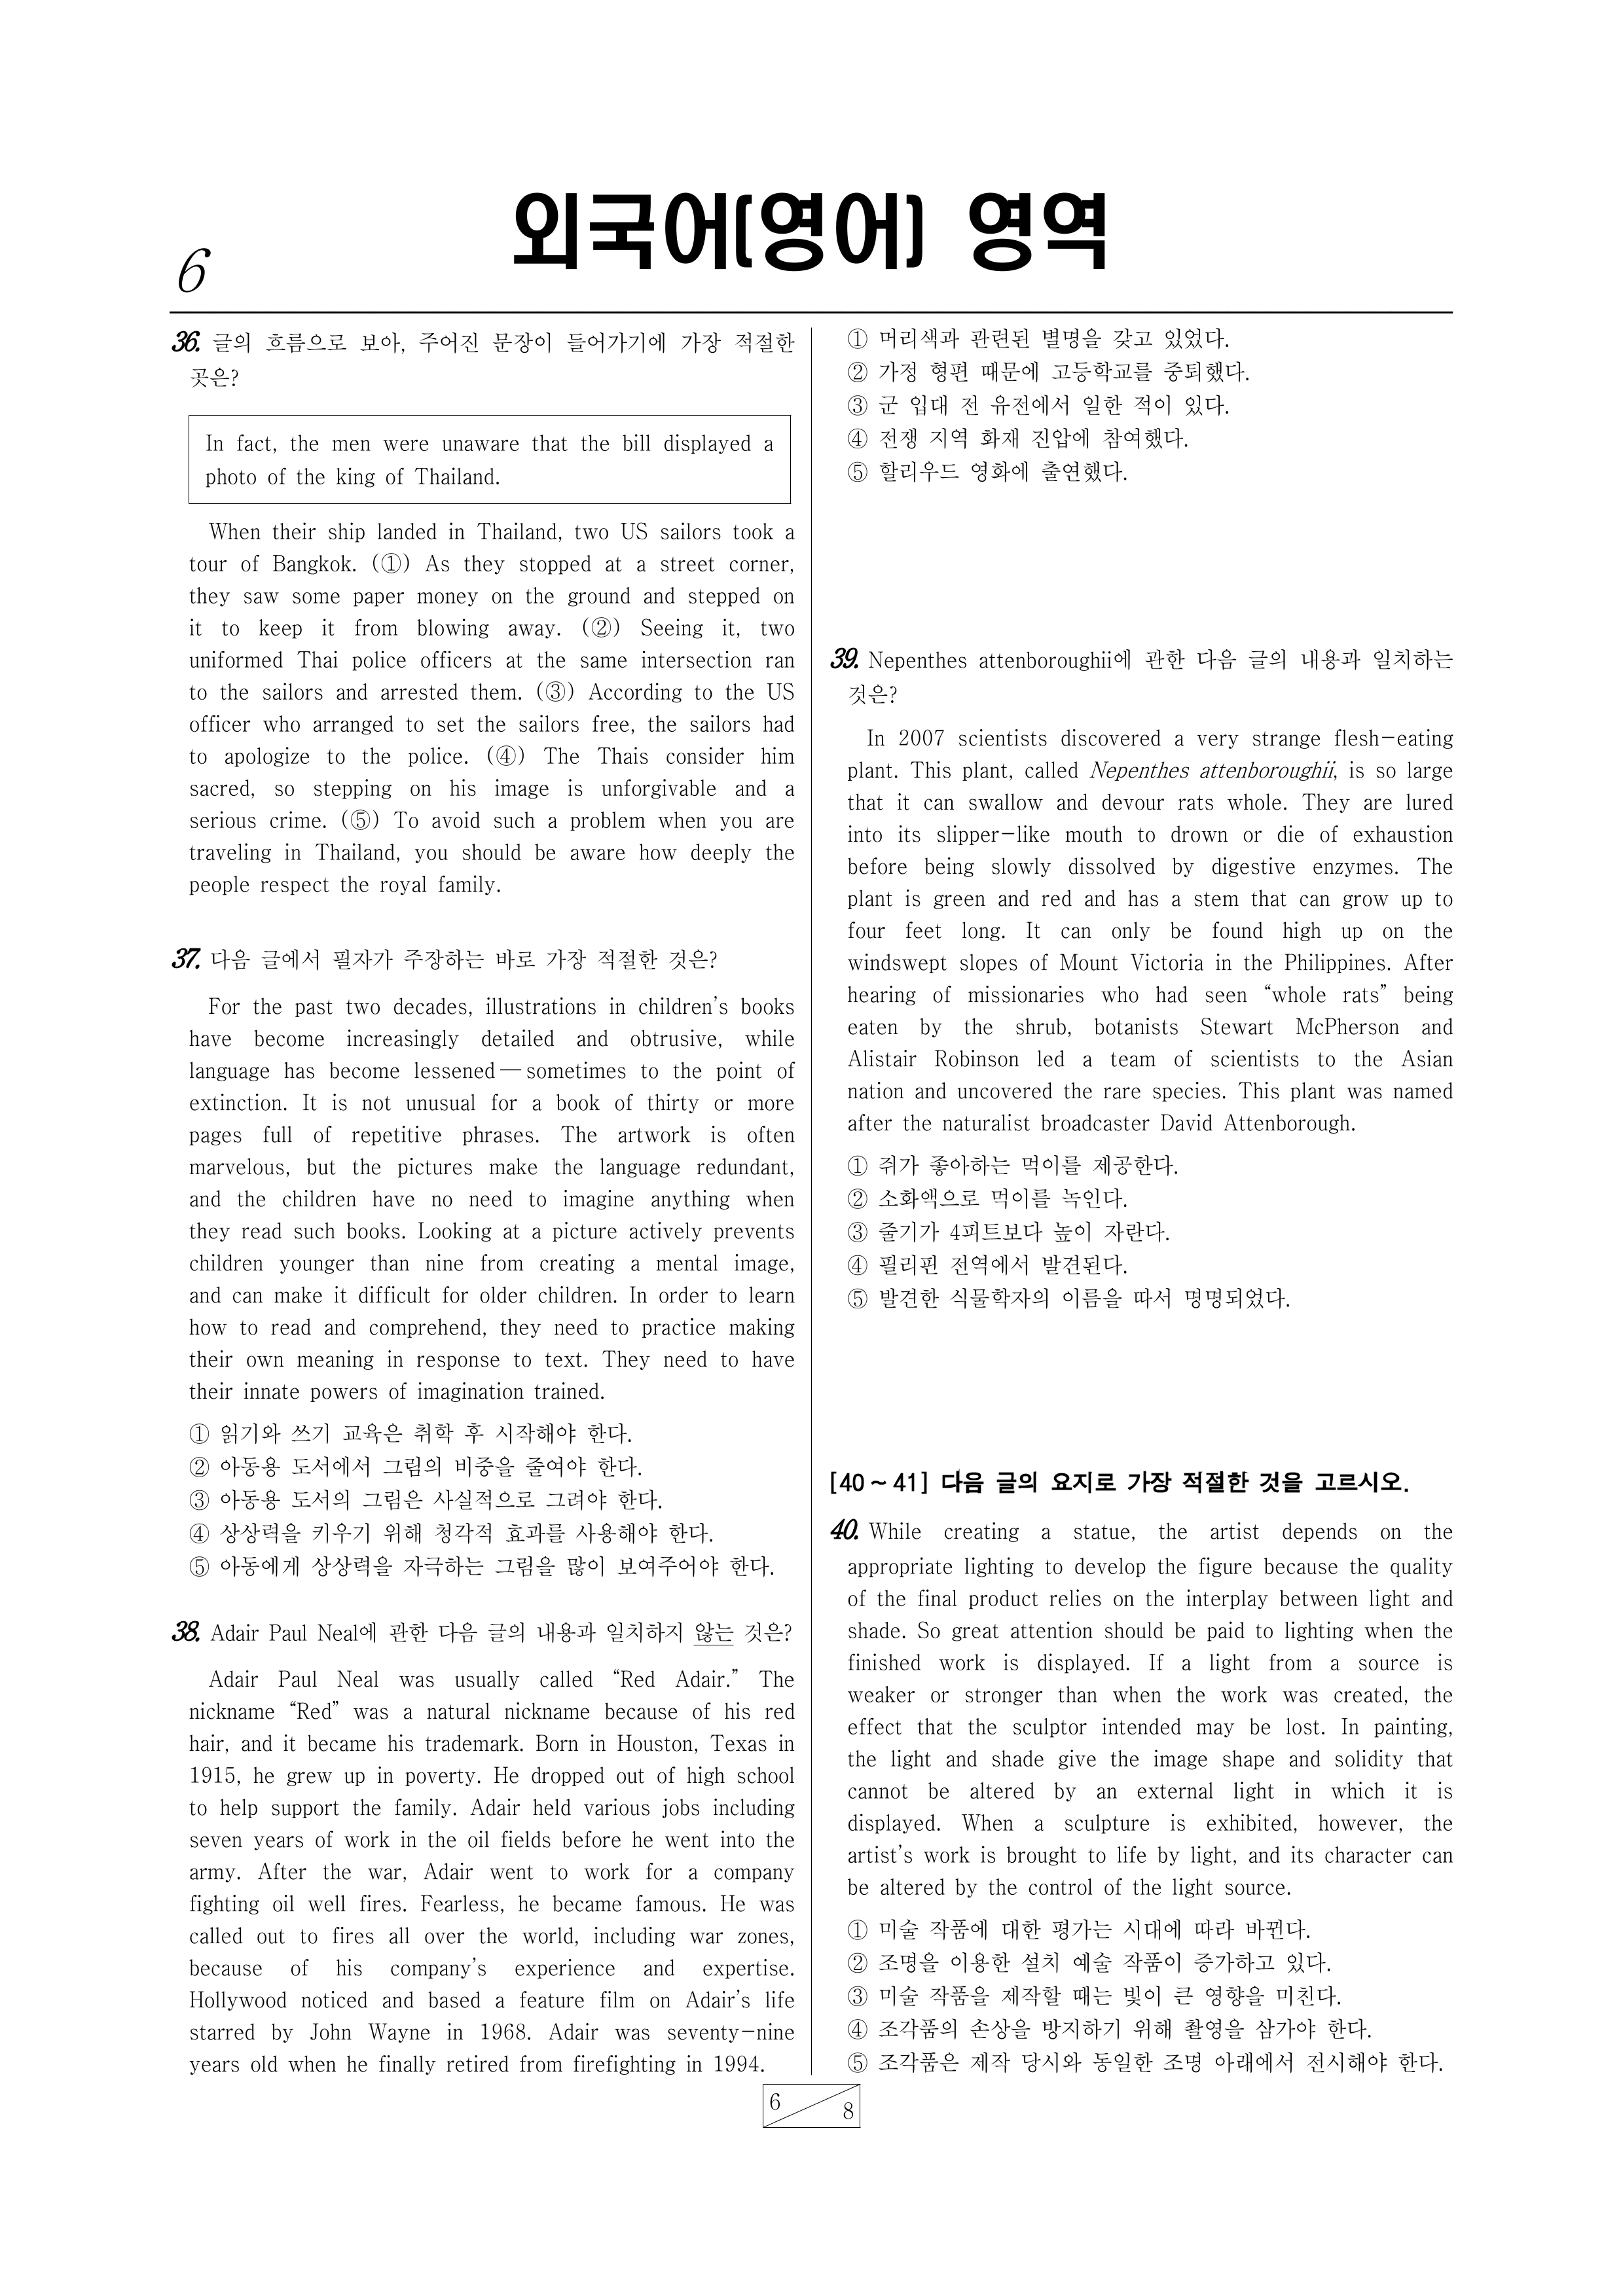 외국어(영어) 영역
6
36. 글의 흐름으로 보아, 주어진 문장이 들어가기에 가장 적절한
곳은?
In fact, the men were unaware that the bill displayed a
photo of the king of Thailand.
When their ship landed in Thailand, two US sailors took a
tour of Bangkok. (①) As they stopped at a street corner,
they saw some paper money on the ground and stepped on
it to keep it from blowing away. (②) Seeing it, two
uniformed Thai police officers at the same intersection ran
to the sailors and arrested them. (③) According to the US
officer who arranged to set the sailors free, the sailors had
to apologize to the police. (④) The Thais consider him
sacred, so stepping on his image is unforgivable and a
serious crime. (⑤) To avoid such a problem when you are
traveling in Thailand, you should be aware how deeply the
people respect the royal family.
37. 다음 글에서 필자가 주장하는 바로 가장 적절한 것은?
For the past two decades, illustrations in children's books
have become increasingly detailed and obtrusive, while
language has become lessened—sometimes to the point of
extinction. It is not unusual for a book of thirty or more
pages full of repetitive phrases. The artwork is often
marvelous, but the pictures make the language redundant,
and the children have no need to imagine anything when
they read such books. Looking at a picture actively prevents
children younger than nine from creating a mental image,
and can make it difficult for older children. In order to learn
how to read and comprehend, they need to practice making
their own meaning in response to text. They need to have
their innate powers of imagination trained.
① 읽기와 쓰기 교육은 취학 후 시작해야 한다.
② 아동용 도서에서 그림의 비중을 줄여야 한다.
③ 아동용 도서의 그림은 사실적으로 그려야 한다.
④ 상상력을 키우기 위해 청각적 효과를 사용해야 한다.
⑤ 아동에게 상상력을 자극하는 그림을 많이 보여주어야 한다.
38. Adair Paul Neal에 관한 다음 글의 내용과 일치하지 않는 것은?
Adair Paul Neal was usually called “Red Adair.” The
nickname “Red” was a natural nickname because of his red
hair, and it became his trademark. Born in Houston, Texas in
1915, he grew up in poverty. He dropped out of high school
to help support the family. Adair held various jobs including
seven years of work in the oil fields before he went into the
army. After the war, Adair went to work for a company
fighting oil well fires. Fearless, he became famous. He was
called out to fires all over the world, including war zones,
because of his company's experience and expertise.
Hollywood noticed and based a feature film on Adair's life
starred by John Wayne in 1968. Adair was seventy-nine
years old when he finally retired from firefighting in 1994.
① 머리색과 관련된 별명을 갖고 있었다.
② 가정 형편 때문에 고등학교를 중퇴했다.
③ 군 입대 전 유전에서 일한 적이 있다.
④ 전쟁 지역 화재 진압에 참여했다.
⑤ 할리우드 영화에 출연했다.
39. Nepenthes attenboroughii에 관한 다음 글의 내용과 일치하는
것은?
In 2007 scientists discovered a very strange flesh-eating
plant. This plant, called Nepenthes attenboroughii, is so large
that it can swallow and devour rats whole. They are lured
into its slipper-like mouth to drown or die of exhaustion
before being slowly dissolved by digestive enzymes. The
plant is green and red and has a stem that can grow up to
four feet long. It can only be found high up on the
windswept slopes of Mount Victoria in the Philippines. After
hearing of missionaries who had seen “whole rats” being
eaten by the shrub, botanists Stewart McPherson and
Alistair Robinson led a team of scientists to the Asian
nation and uncovered the rare species. This plant was named
after the naturalist broadcaster David Attenborough.
① 쥐가 좋아하는 먹이를 제공한다.
② 소화액으로 먹이를 녹인다.
③ 줄기가 4피트보다 높이 자란다.
④ 필리핀 전역에서 발견된다.
⑤ 발견한 식물학자의 이름을 따서 명명되었다.
[40～41] 다음 글의 요지로 가장 적절한 것을 고르시오.
40. While creating a statue, the artist depends on the
appropriate lighting to develop the figure because the quality
of the final product relies on the interplay between light and
shade. So great attention should be paid to lighting when the
finished work is displayed. If a light from a source is
weaker or stronger than when the work was created, the
effect that the sculptor intended may be lost. In painting,
the light and shade give the image shape and solidity that
cannot be altered by an external light in which it is
displayed. When a sculpture is exhibited, however, the
artist's work is brought to life by light, and its character can
be altered by the control of the light source.
① 미술 작품에 대한 평가는 시대에 따라 바뀐다.
② 조명을 이용한 설치 예술 작품이 증가하고 있다.
③ 미술 작품을 제작할 때는 빛이 큰 영향을 미친다.
④ 조각품의 손상을 방지하기 위해 촬영을 삼가야 한다.
⑤ 조각품은 제작 당시와 동일한 조명 아래에서 전시해야 한다.
6
8